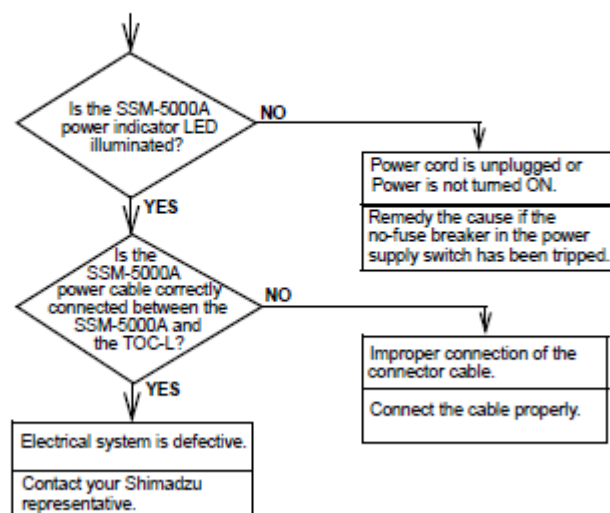 Is the SSM-5000A
power indicator LED
illuminated?
NO
Power cord is unplugged or
Power is not turned ON.
Remedy the cause if the
no-fuse breaker in the power
supply switch has been tripped.
YES
Is the
SSM-5000A
power cable correctly
connected between the
SSM-5000A and
the TOC-L?
NO
Improper connection of the
connector cable.
Connect the cable properly.
YES
Electrical system is defective.
Contact your Shimadzu
representative.